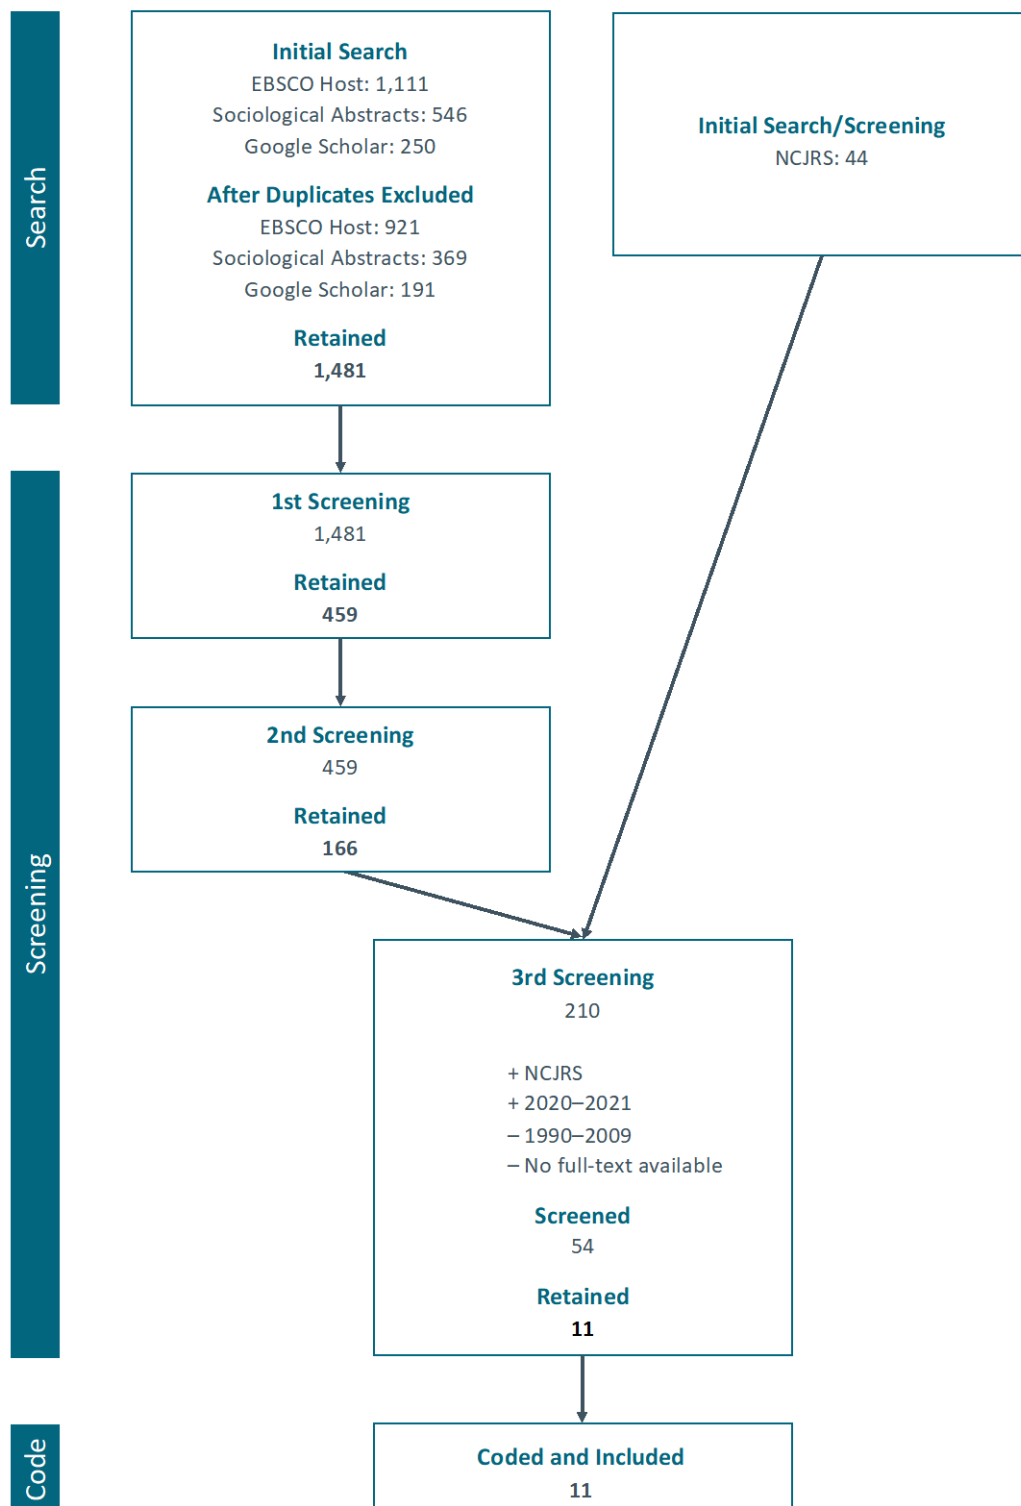 Search
Initial Search
EBSCO Host: 1,111
Sociological Abstracts: 546
Google Scholar: 250
After Duplicates Excluded
EBSCO Host: 921
Sociological Abstracts: 369
Google Scholar: 191
Retained
1,481
Initial Search/Screening
NCJRS: 44
Screening
1st Screening
1,481
Retained
459
2nd Screening
459
Retained
166
3rd Screening
210
+ NCJRS
+ 2020–2021
– 1990–2009
– No full-text available
Screened
54
Retained
11
Code
Coded and Included
11